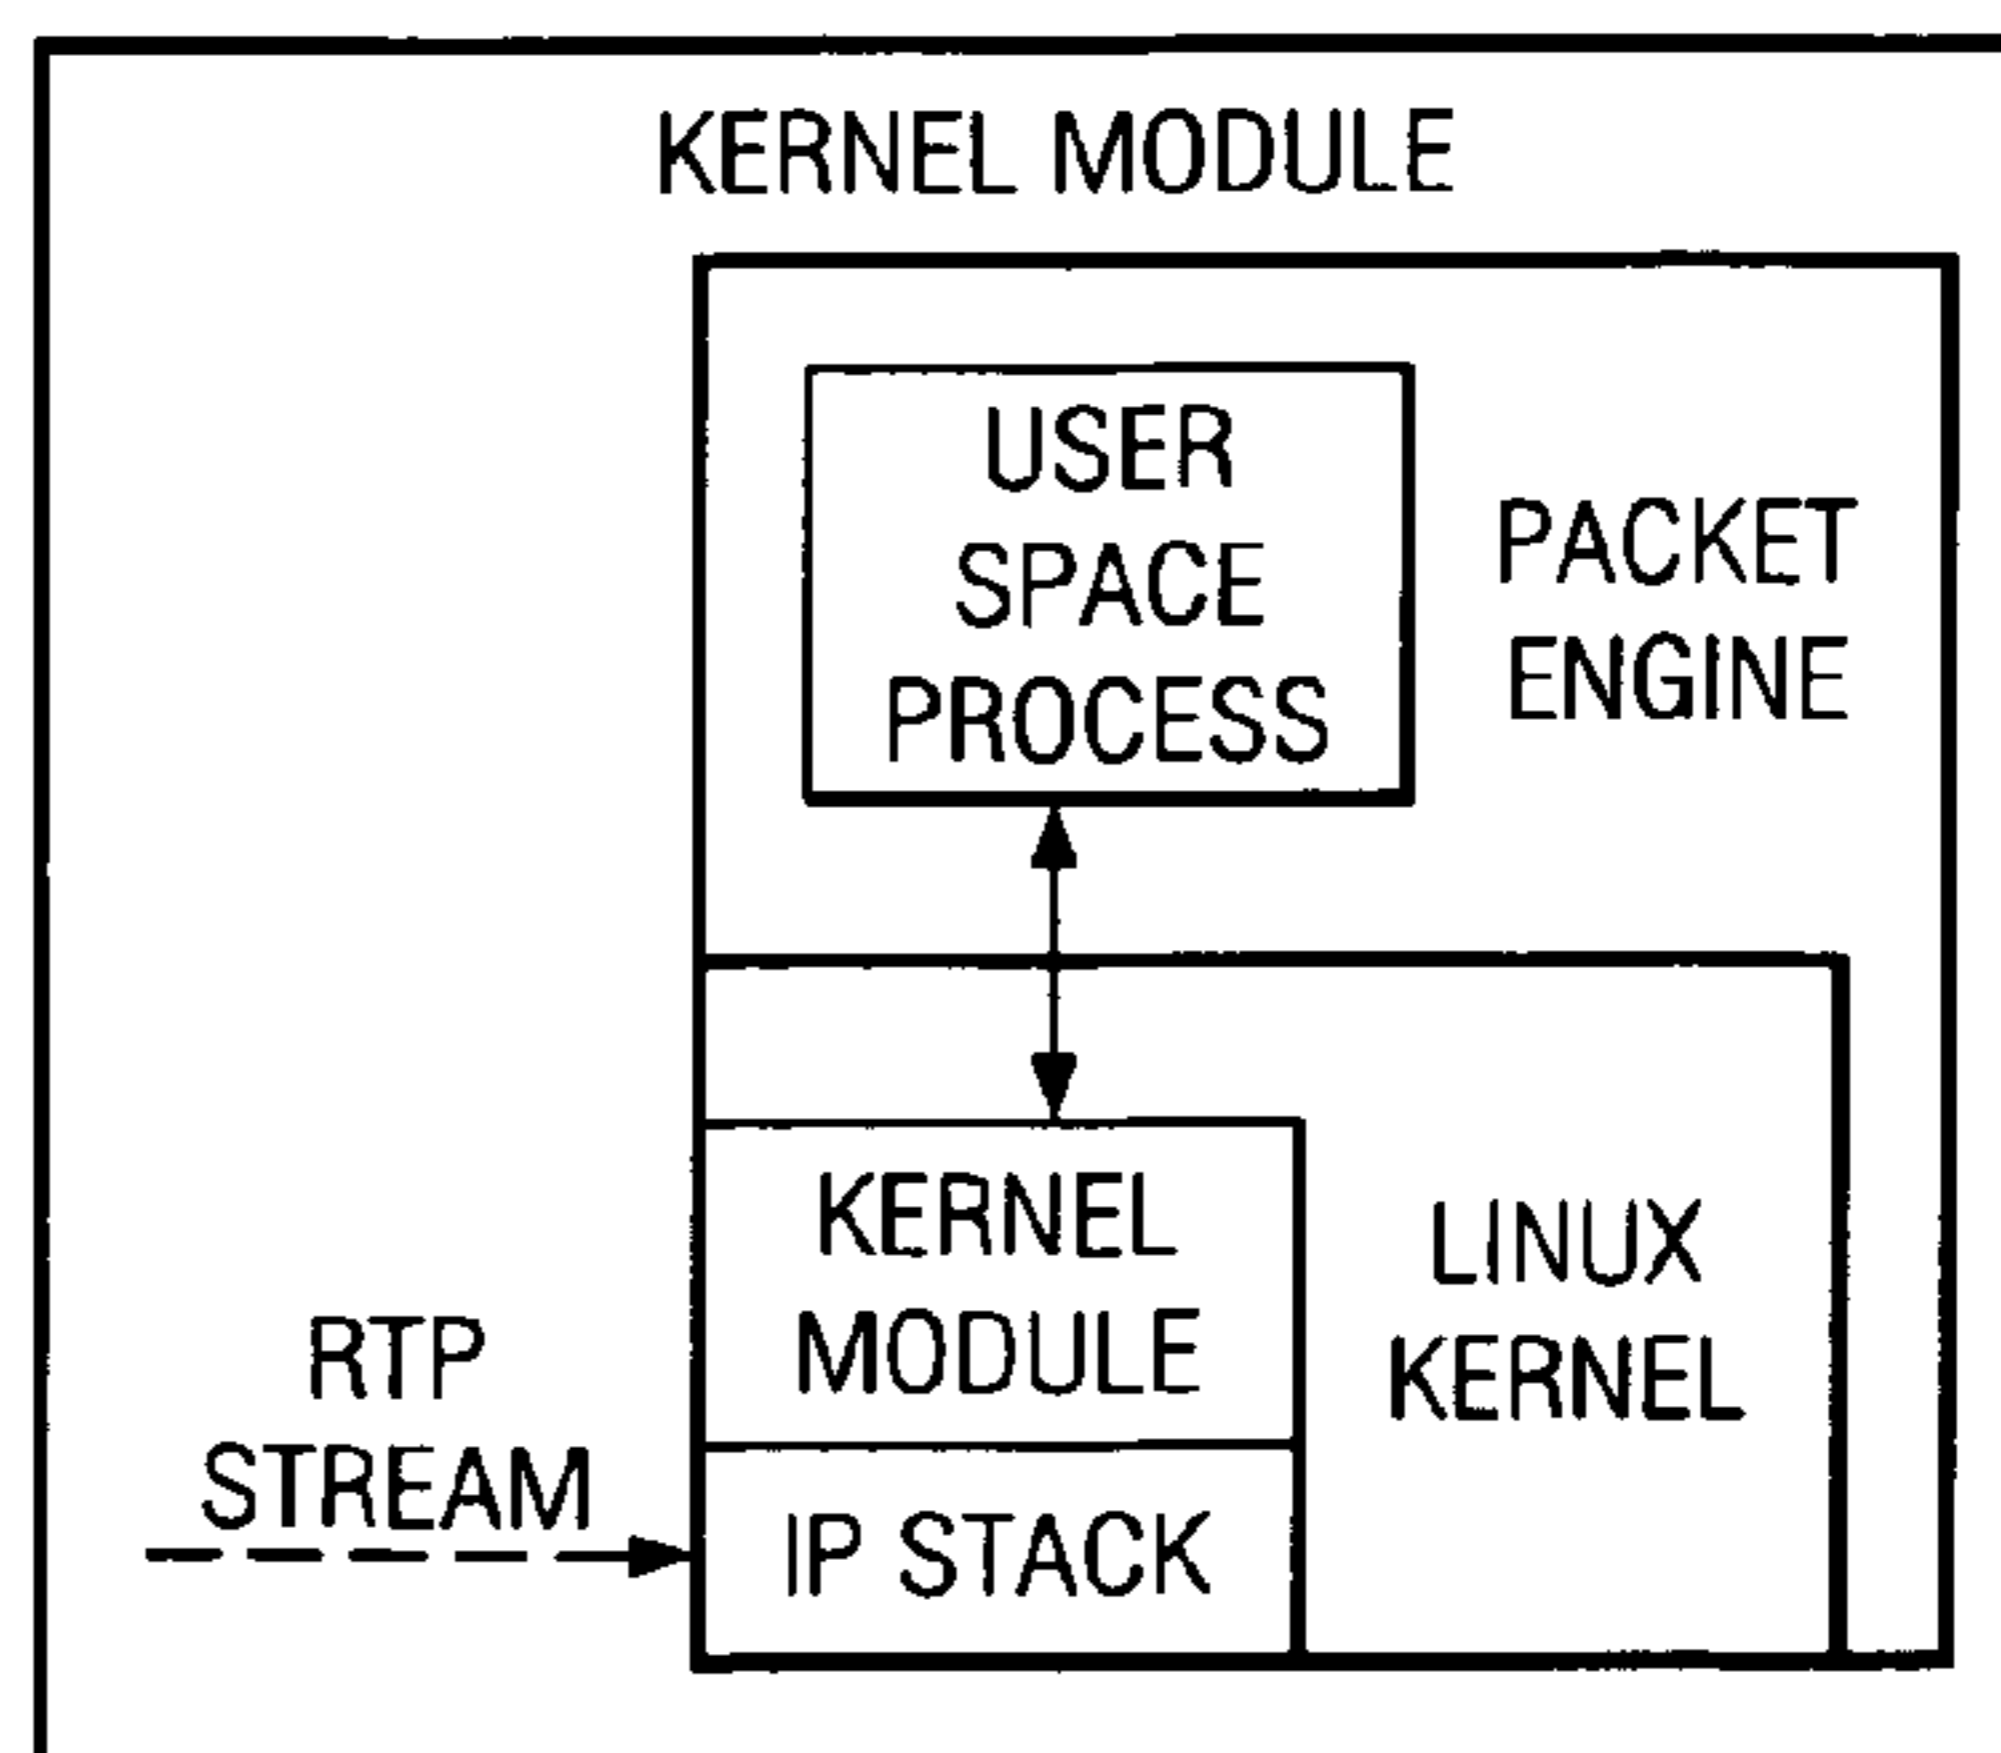 KERNEL MODULE
USER
SPACE
PROCESS
PACKET
ENGINE
KERNEL
MODULE
LINUX
KERNEL
RTP
STREAM
IP STACK